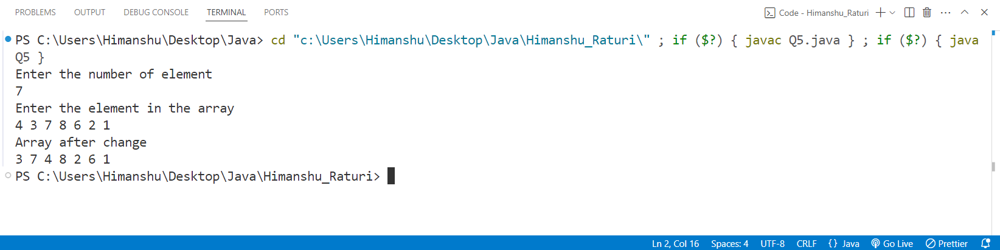 PROBLEMS OUTPUT DEBUG CONSOLE TERMINAL PORTS Code - Himanshu_Raturi
PS C:\Users\Himanshu\Desktop\Java> cd "c:\Users\Himanshu\Desktop\Java\Himanshu_Raturi\" ; if ($?) { javac Q5.java } ; if ($?) { java
Q5 }
Enter the number of element
7
Enter the element in the array
4 3 7 8 6 2 1
Array after change
3 7 4 8 2 6 1
PS C:\Users\Himanshu\Desktop\Java\Himanshu_Raturi>
Ln 2, Col 16 Spaces: 4 UTF-8 CRLF {} Java Go Live Prettier